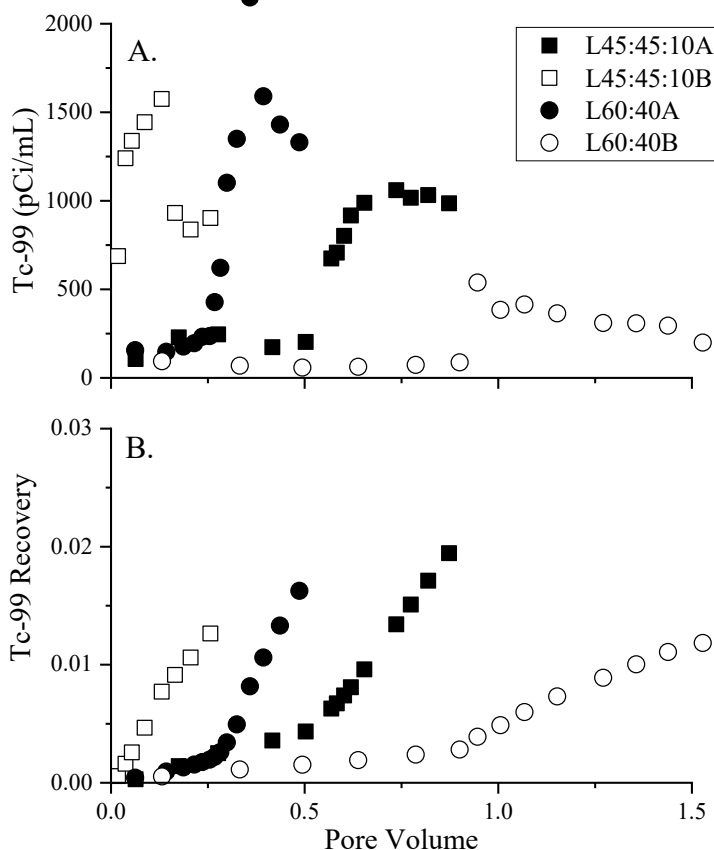 2000
A.
L45:45:10A
L45:45:10B
L60:40A
L60:40B
1500
1000
500
0
Tc-99 (pCi/mL)
0.03
B.
0.02
0.01
0.00
Tc-99 Recovery
0.0
0.5
1.0
1.5
Pore Volume